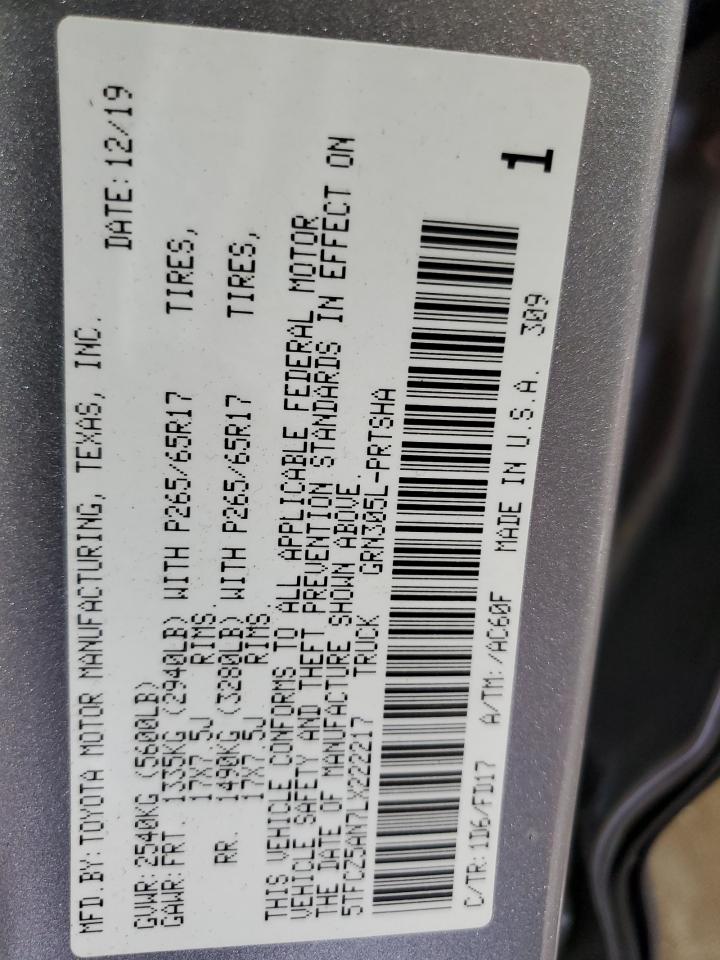 MFD.BY:TOYOTA MOTOR MANUFACTURING, TEXAS, INC.
DATE:12/19
GVWR:2540KG (5600LB)
GAWR:FRT. 1335KG (2940LB) WITH P265/65R17 TIRES,
17X7.5J RIMS.
RR. 1490KG (3280LB) WITH P265/65R17 TIRES,
17X7.5J RIMS.
THIS VEHICLE CONFORMS TO ALL APPLICABLE FEDERAL MOTOR
VEHICLE SAFETY AND THEFT PREVENTION STANDARDS IN EFFECT ON
THE DATE OF MANUFACTURE SHOWN ABOVE.
5TFCZ5AN7LX222217 TRUCK GRN305L-PRTSHA
1
C/TR:1D6/FD17 A/TM:/AC60F MADE IN U.S.A. 309